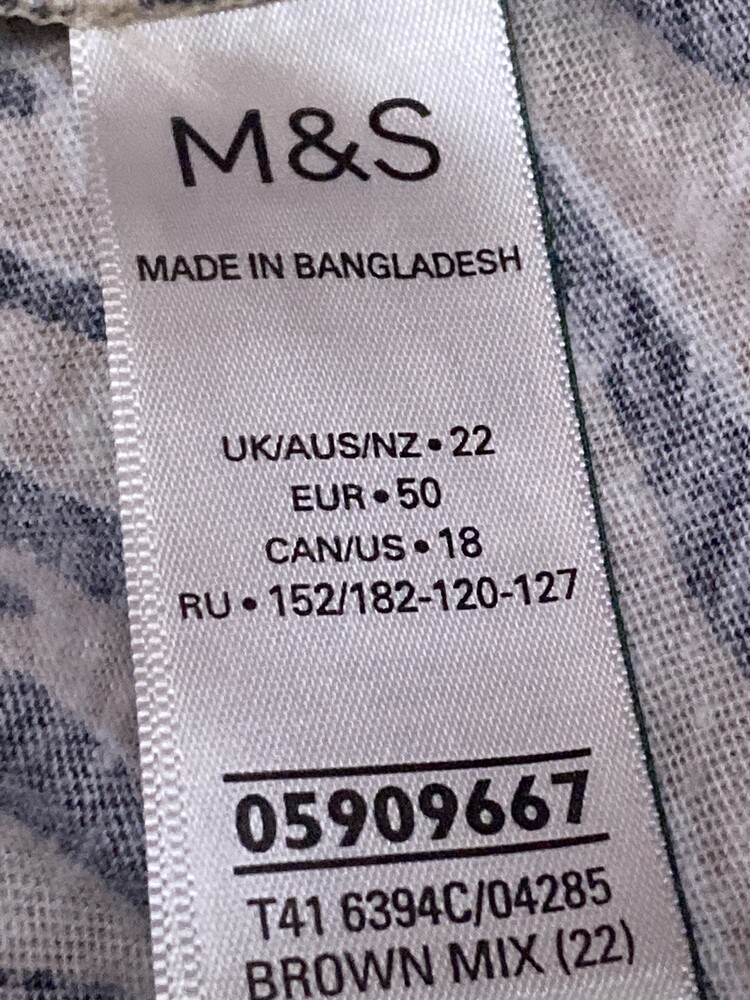 M&S
MADE IN BANGLADESH
UK/AUS/NZ • 22
EUR • 50
CAN/US • 18
RU • 152/182-120-127
05909667
T41 6394C/04285
BROWN MIX (22)